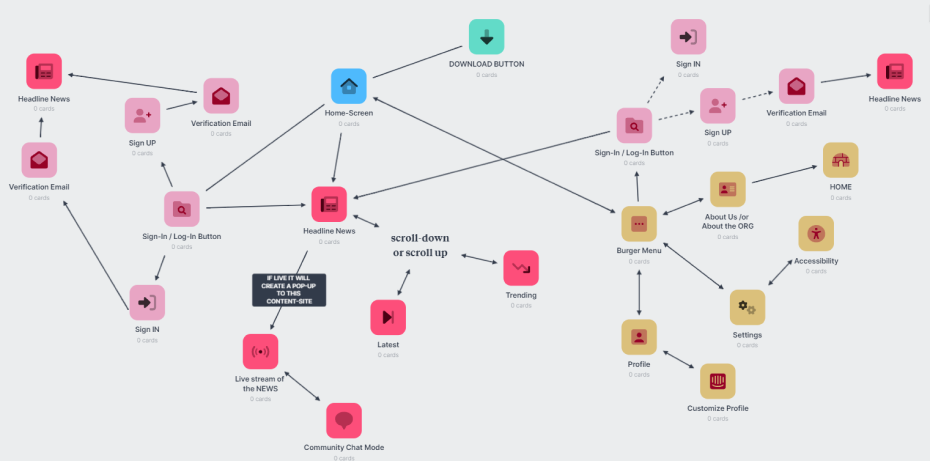 DOWNLOAD BUTTON
0 cards
Sign IN
0 cards
Headline News
0 cards
Verification Email
0 cards
Home-Screen
0 cards
Sign UP
0 cards
Verification Email
0 cards
Headline News
0 cards
Sign UP
0 cards
Sign-In / Log-In Button
0 cards
Verification Email
0 cards
HOME
0 cards
Sign-In / Log-In Button
0 cards
Headline News
0 cards
About Us /or
About the ORG
0 cards
scroll-down
or scroll up
Burger Menu
0 cards
Accessibility
0 cards
IF LIVE IT WILL
CREATE A POP-UP
TO THIS
CONTENT-SITE
Trending
0 cards
Sign IN
0 cards
Latest
0 cards
Settings
0 cards
Live stream of
the NEWS
0 cards
Profile
0 cards
Customize Profile
0 cards
Community Chat Mode
0 cards